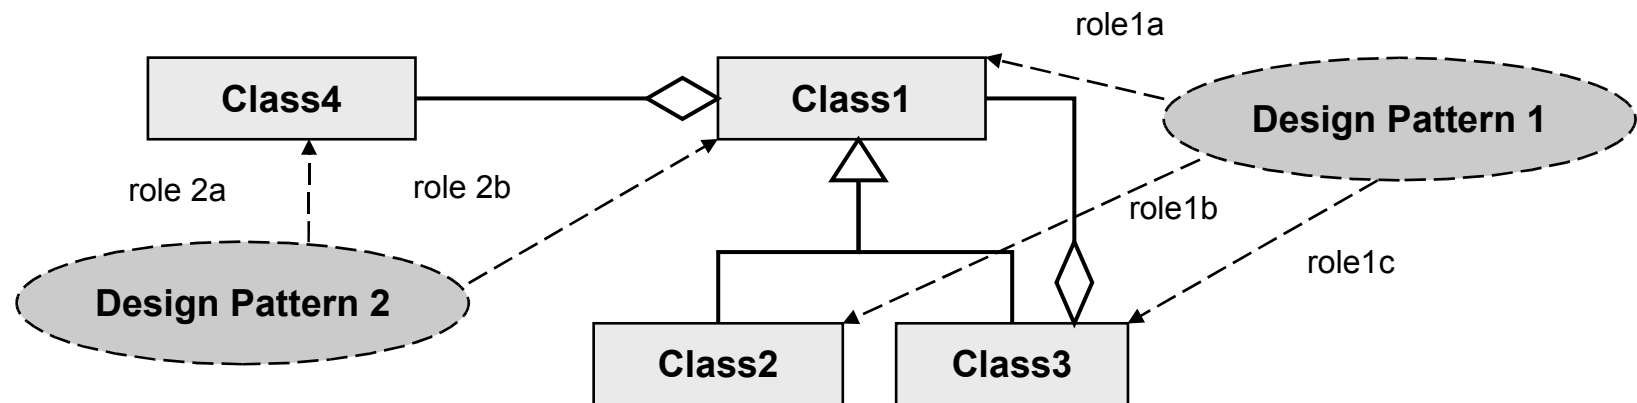 role1a
Class4
Class1
Design Pattern 1
role 2a
role 2b
role1b
role1c
Design Pattern 2
Class2
Class3